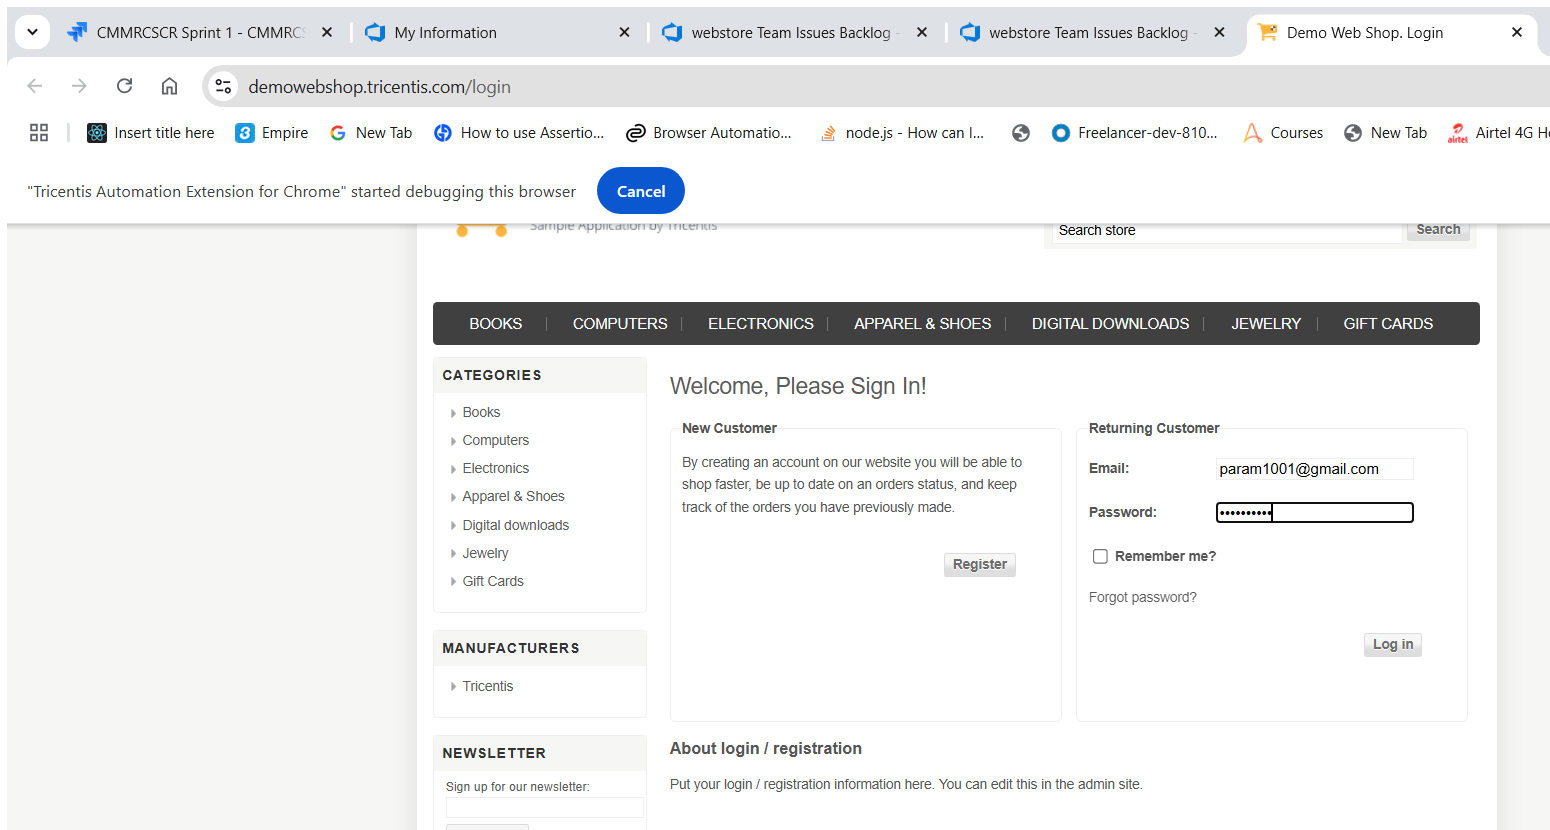 CMMRCSCR Sprint 1 - CMMRCS
My Information
webstore Team Issues Backlog -
webstore Team Issues Backlog -
Demo Web Shop. Login
demowebshop.tricentis.com/login
Insert title here
Empire
New Tab
How to use Assertio...
Browser Automatio...
node.js - How can I...
Freelancer-dev-810...
Courses
New Tab
airtel
Airtel 4G Ho
"Tricentis Automation Extension for Chrome" started debugging this browser
Cancel
Sample Application by Tricentis
Search store
Search
BOOKS
COMPUTERS
ELECTRONICS
APPAREL & SHOES
DIGITAL DOWNLOADS
JEWELRY
GIFT CARDS
CATEGORIES
Books
Computers
Electronics
Apparel & Shoes
Digital downloads
Jewelry
Gift Cards
MANUFACTURERS
Tricentis
NEWSLETTER
Sign up for our newsletter:
Welcome, Please Sign In!
New Customer
By creating an account on our website you will be able to
shop faster, be up to date on an orders status, and keep
track of the orders you have previously made.
Register
Returning Customer
Email:
param1001@gmail.com
Password:
••••••••••
Remember me?
Forgot password?
Log in
About login / registration
Put your login / registration information here. You can edit this in the admin site.